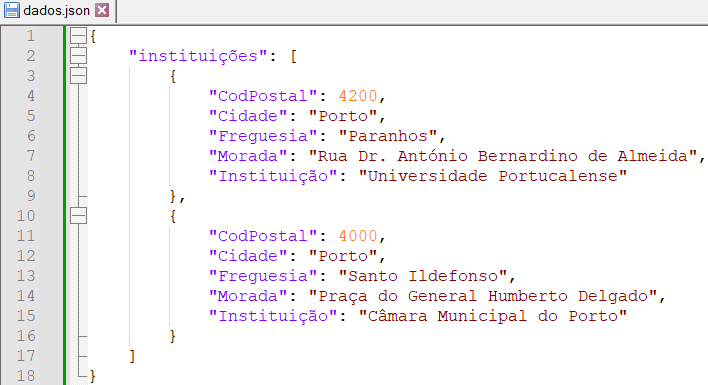 dados.json
1 {
2 "instituições": [
3 {
4 "CodPostal": 4200,
5 "Cidade": "Porto",
6 "Freguesia": "Paranhos",
7 "Morada": "Rua Dr. António Bernardino de Almeida",
8 "Instituição": "Universidade Portucalense"
9 },
10 {
11 "CodPostal": 4000,
12 "Cidade": "Porto",
13 "Freguesia": "Santo Ildefonso",
14 "Morada": "Praça do General Humberto Delgado",
15 "Instituição": "Câmara Municipal do Porto"
16 }
17 ]
18 }